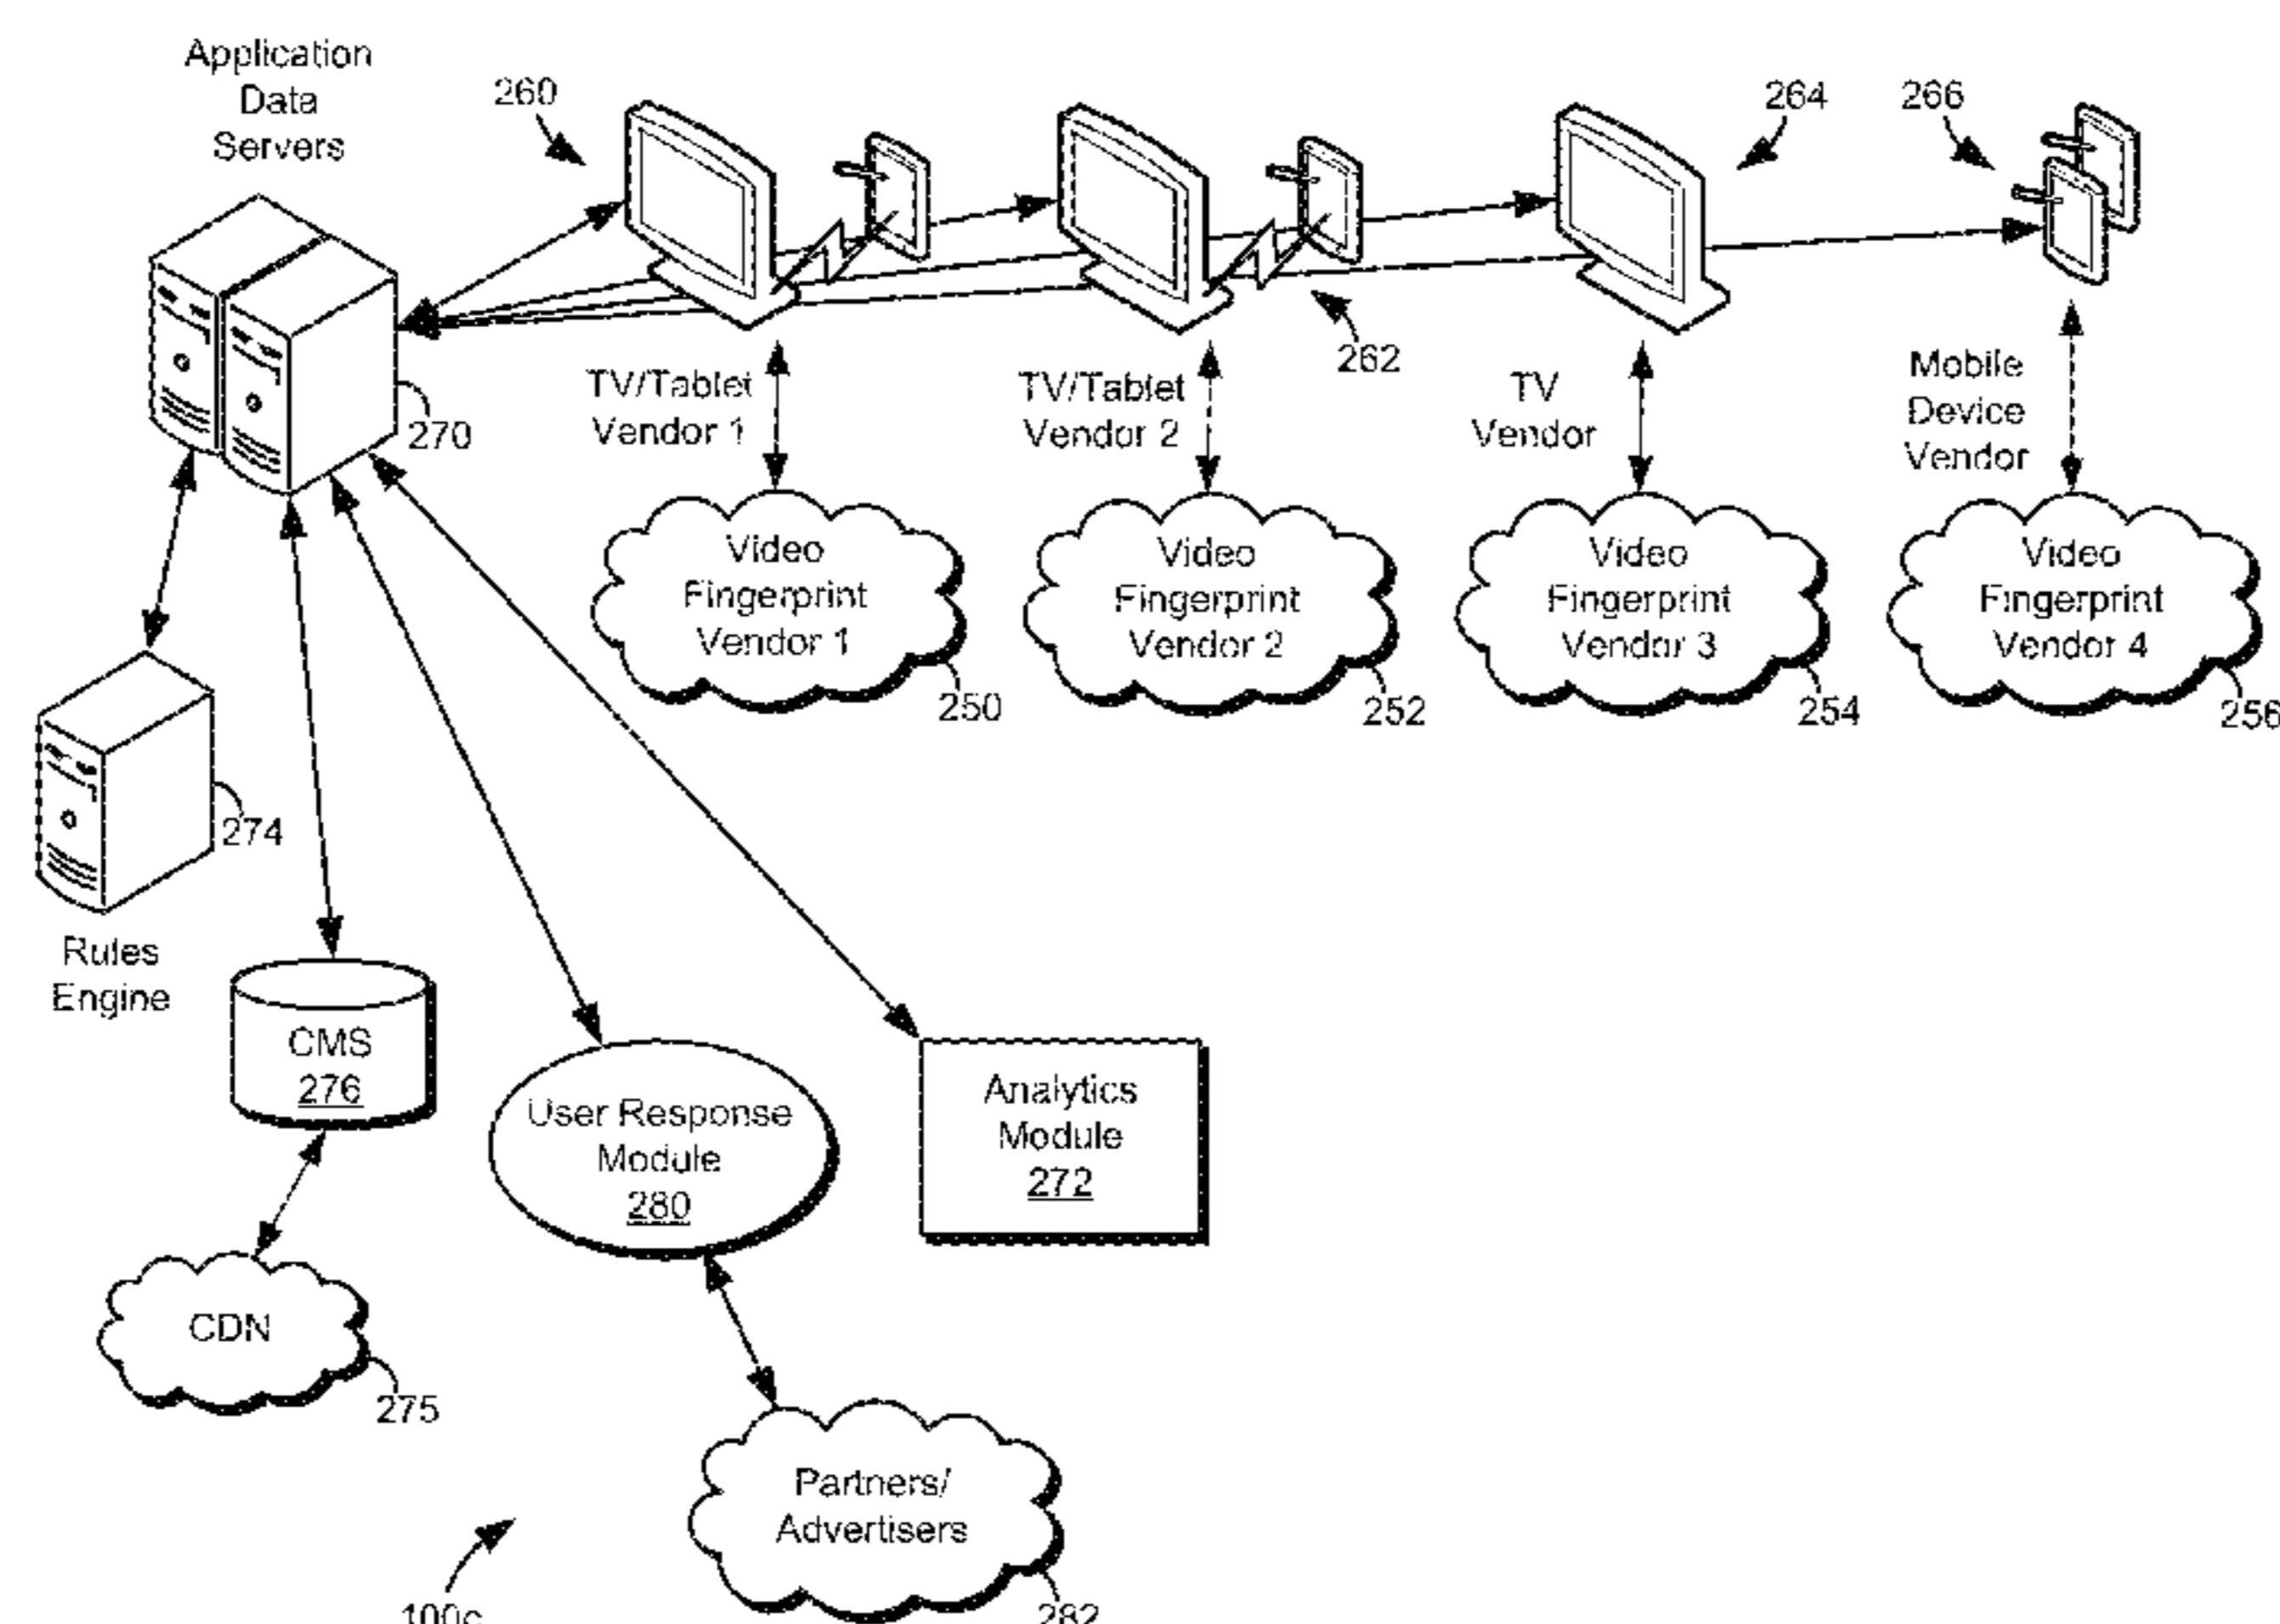 Application
Data
Servers
260
264
266
262
270
TV/Tablet
Vendor 1
TV/Tablet
Vendor 2
TV
Vendor
Mobile
Device
Vendor
Video
Fingerprint
Vendor 1
250
Video
Fingerprint
Vendor 2
252
Video
Fingerprint
Vendor 3
254
Video
Fingerprint
Vendor 4
256
274
Rules
Engine
CMS
276
User Response
Module
280
Analytics
Module
272
CDN
275
Partners/
Advertisers
282
100c